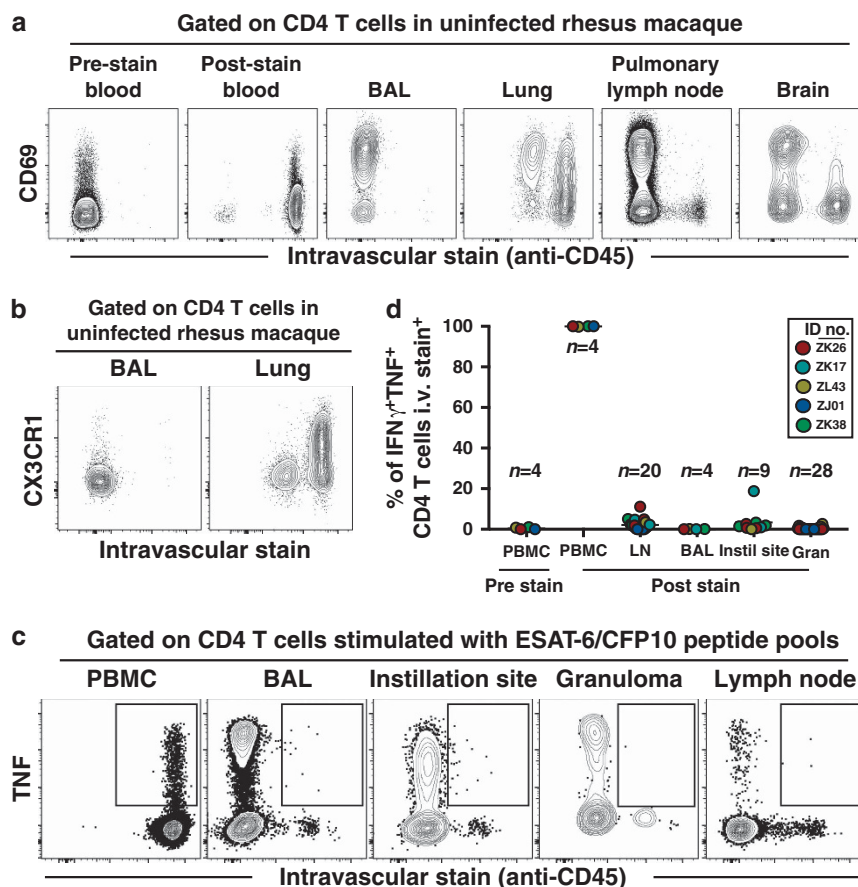 a
Gated on CD4 T cells in uninfected rhesus macaque
Pre-stain blood
Post-stain blood
BAL
Lung
Pulmonary lymph node
Brain
CD69
Intravascular stain (anti-CD45)
b
Gated on CD4 T cells in
uninfected rhesus macaque
BAL
Lung
CX3CR1
Intravascular stain
d
% of IFNγ+TNF+
CD4 T cells i.v. stain+
100
80
60
40
20
0
n=4
n=4
n=20
n=4
n=9
n=28
ID no.
ZK26
ZK17
ZL43
ZJ01
ZK38
PBMC
PBMC
LN
BAL
Instil site
Gran
Pre stain
Post stain
c
Gated on CD4 T cells stimulated with ESAT-6/CFP10 peptide pools
PBMC
BAL
Instillation site
Granuloma
Lymph node
TNF
Intravascular stain (anti-CD45)